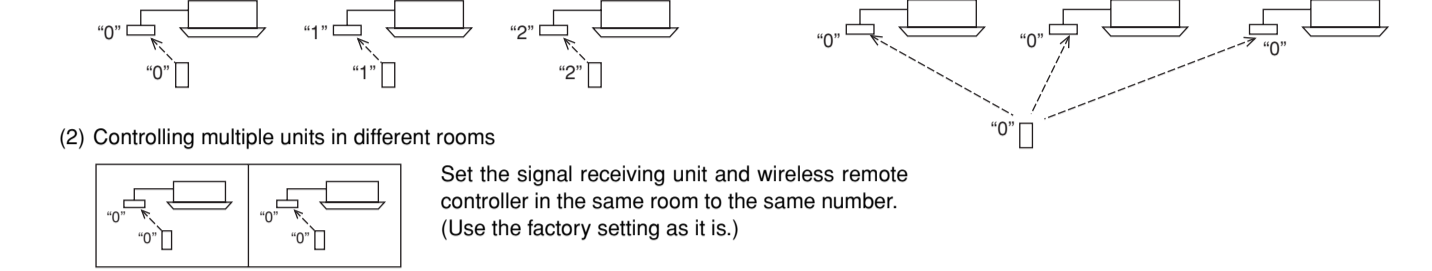 “0” “1” “2” “0” “0” “0”
“0” “1” “2”
“0”
(2) Controlling multiple units in different rooms
Set the signal receiving unit and wireless remote
controller in the same room to the same number.
(Use the factory setting as it is.)
“0” “0”
“0” “0”